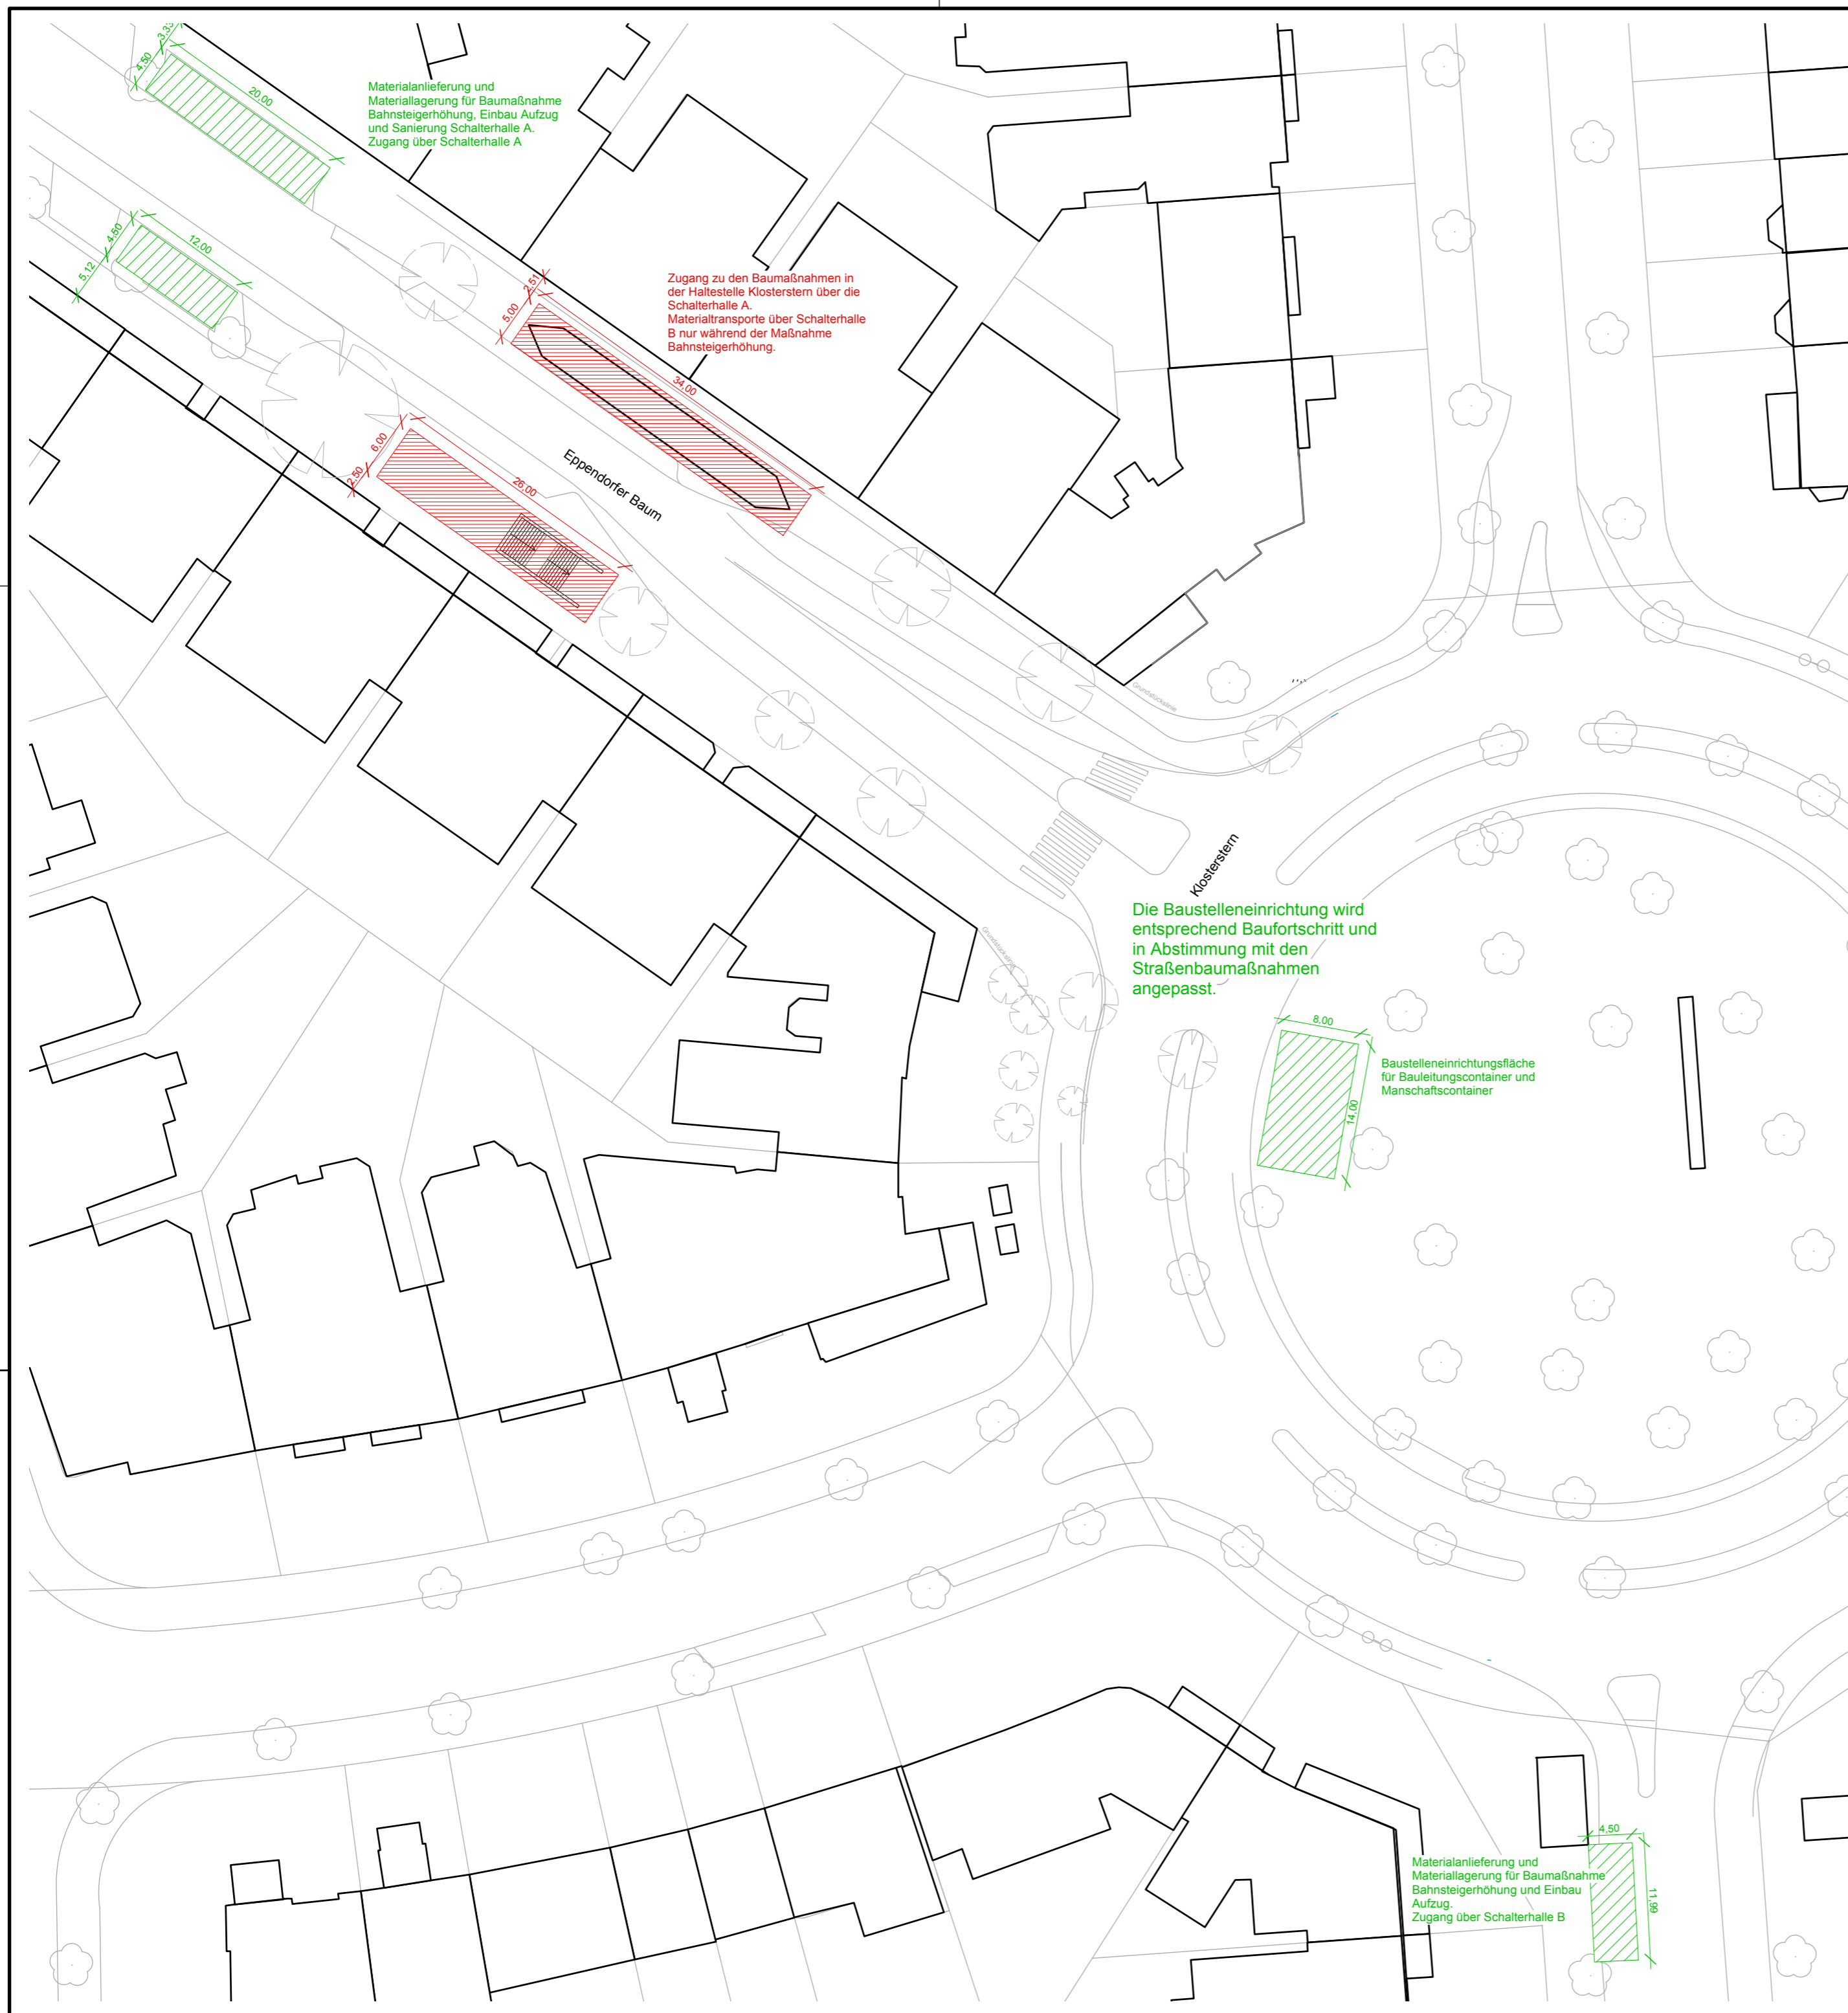 3,35
4,50
20,00
Materialanlieferung und
Materiallagerung für Baumaßnahme
Bahnsteigerhöhung, Einbau Aufzug
und Sanierung Schalterhalle A.
Zugang über Schalterhalle A
4,50
12,00
5,12
Zugang zu den Baumaßnahmen in
der Haltestelle Klosterstern über die
Schalterhalle A.
Materialtransporte über Schalterhalle
B nur während der Maßnahme
Bahnsteigerhöhung.
2,51
5,00
34,00
6,00
2,50
26,00
Eppendorfer Baum
Grundstückslinie
Klosterstern
Die Baustelleneinrichtung wird
entsprechend Baufortschritt und
in Abstimmung mit den
Straßenbaumaßnahmen
angepasst.
Grundstückslinie
8,00
Baustelleneinrichtungsfläche
für Bauleitungscontainer und
Manschaftscontainer
14,00
4,50
Materialanlieferung und
Materiallagerung für Baumaßnahme
Bahnsteigerhöhung und Einbau
Aufzug.
Zugang über Schalterhalle B
11,99